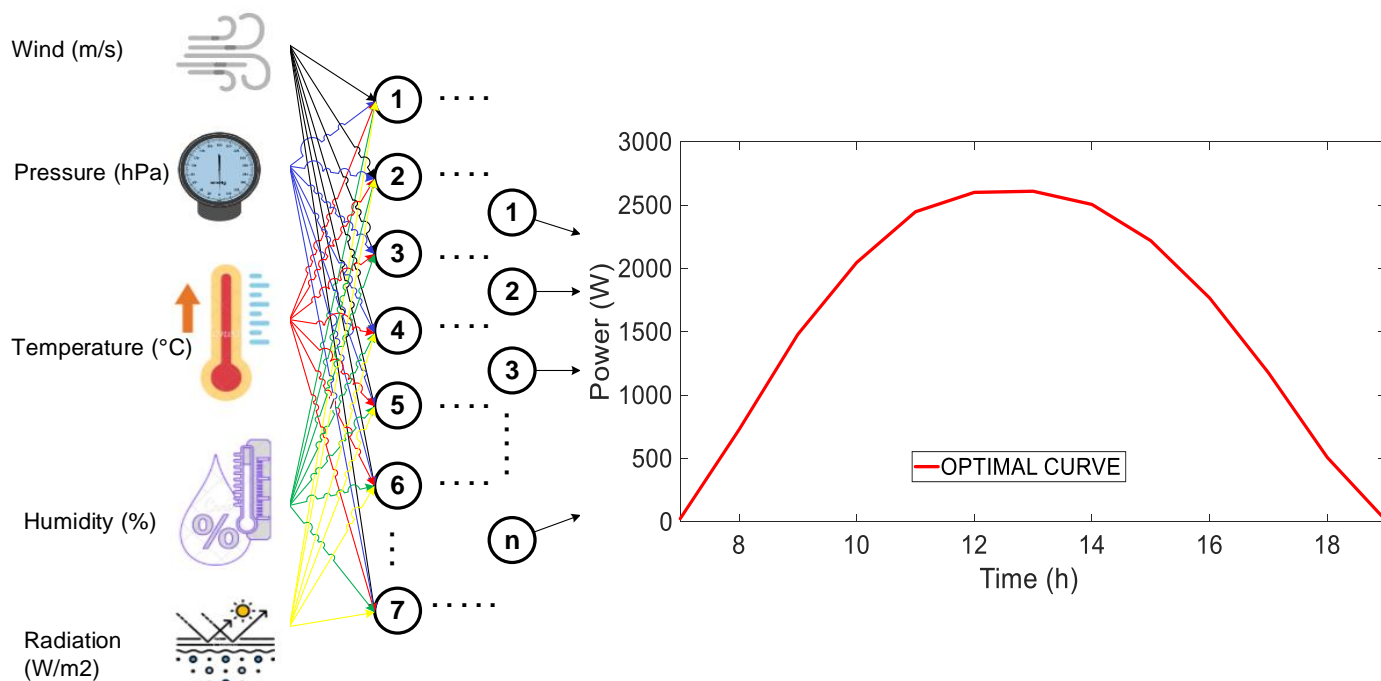 Wind (m/s)
Pressure (hPa)
Temperature (°C)
%
Humidity (%)
Radiation
(W/m2)
1
2
3
4
5
6
7
1
2
3
n
3000
2500
2000
1500
1000
500
0
Power (W)
OPTIMAL CURVE
8
10
12
14
16
18
Time (h)